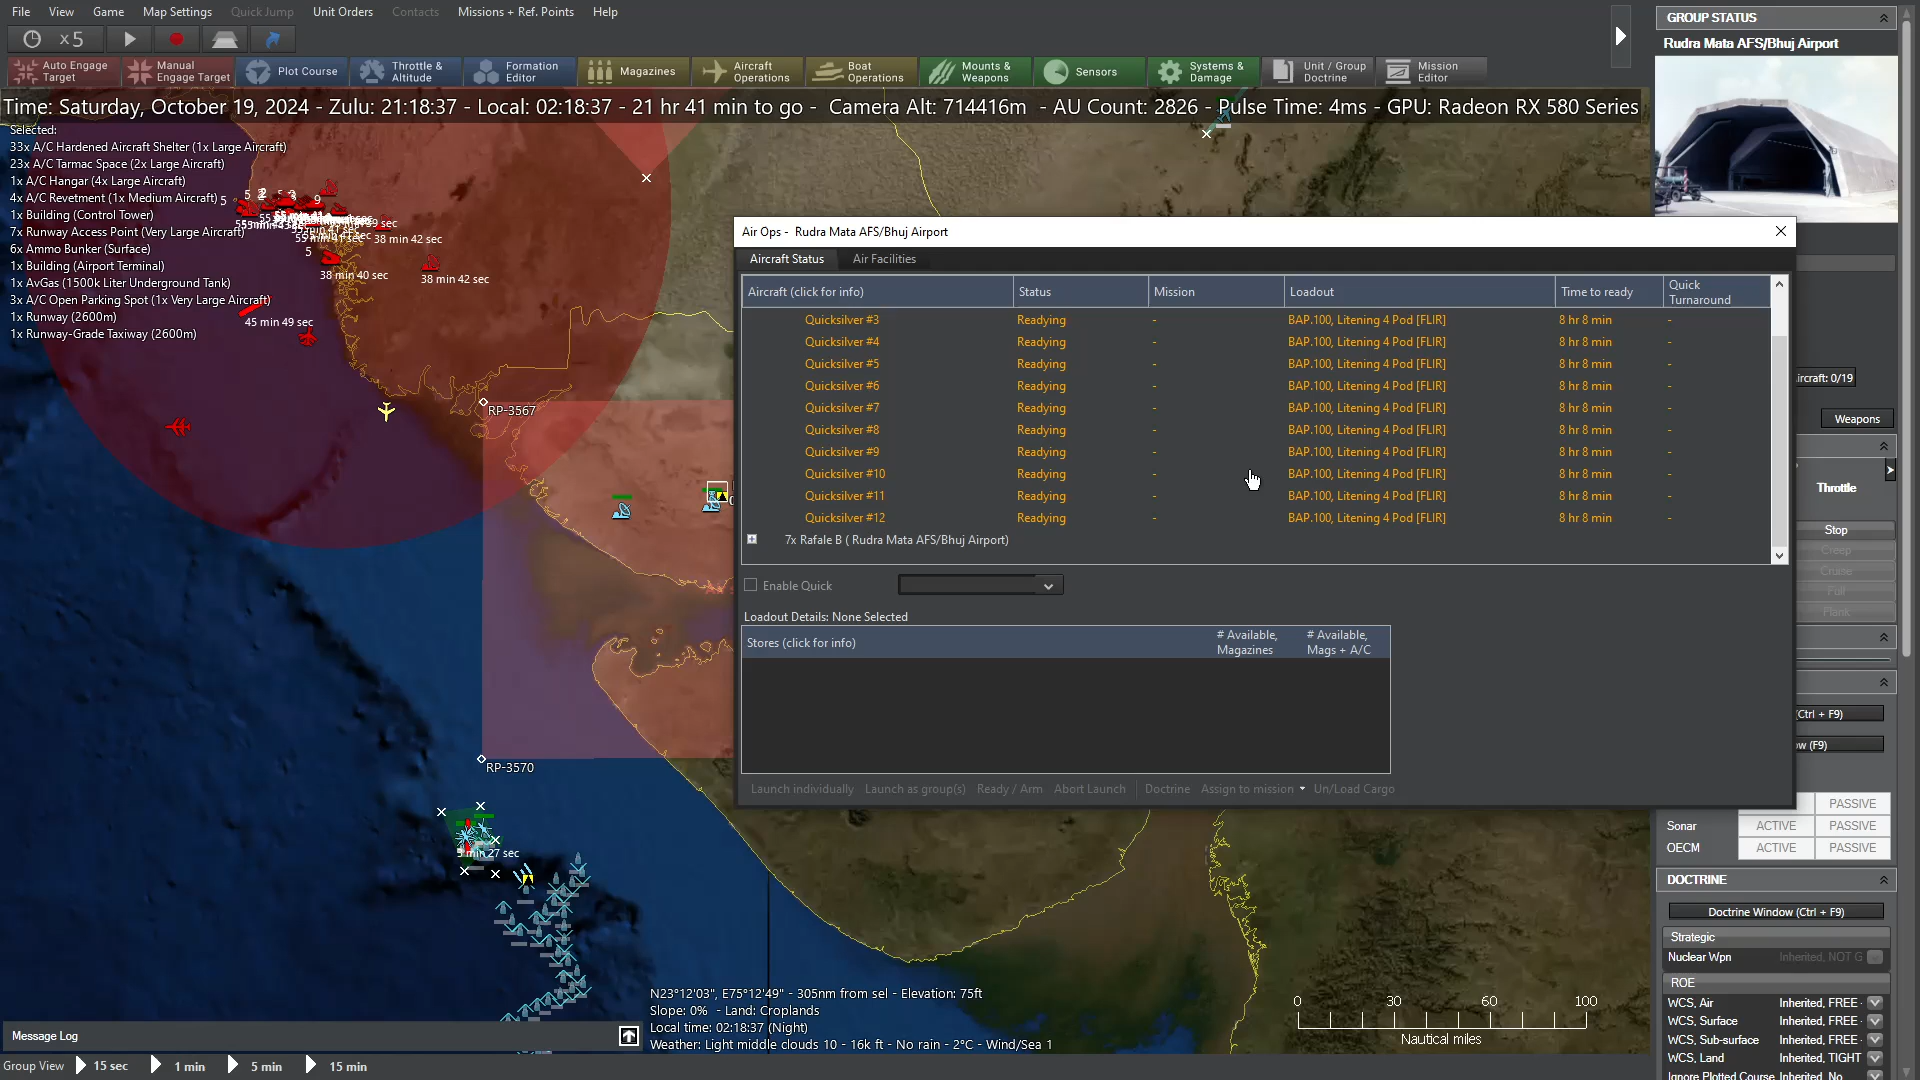 File View Game Map Settings Quick Jump Unit Orders Contacts Missions + Ref. Points Help
x 5
Auto Engage Target
Manual Engage Target
Plot Course
Throttle & Altitude
Formation Editor
Magazines
Aircraft Operations
Boat Operations
Mounts & Weapons
Sensors
Systems & Damage
Unit / Group Doctrine
Mission Editor
Time: Saturday, October 19, 2024 - Zulu: 21:18:37 - Local: 02:18:37 - 21 hr 41 min to go - Camera Alt: 714416m - AU Count: 2826 - Pulse Time: 4ms - GPU: Radeon RX 580 Series
Selected:
33x A/C Hardened Aircraft Shelter (1x Large Aircraft)
23x A/C Tarmac Space (2x Large Aircraft)
1x A/C Hangar (4x Large Aircraft)
4x A/C Revetment (1x Medium Aircraft)
1x Building (Control Tower)
7x Runway Access Point (Very Large Aircraft)
6x Ammo Bunker (Surface)
1x Building (Airport Terminal)
1x AvGas (1500k Liter Underground Tank)
3x A/C Open Parking Spot (1x Very Large Aircraft)
1x Runway (2600m)
1x Runway-Grade Taxiway (2600m)
5
5
9
5
38 min 42 sec
38 min 40 sec
38 min 42 sec
45 min 49 sec
RP-3567
RP-3570
Air Ops - Rudra Mata AFS/Bhuj Airport
Aircraft Status Air Facilities
Aircraft (click for info) Status Mission Loadout Time to ready Quick Turnaround
Quicksilver #3 Readying - BAP.100, Litening 4 Pod [FLIR] 8 hr 8 min -
Quicksilver #4 Readying - BAP.100, Litening 4 Pod [FLIR] 8 hr 8 min -
Quicksilver #5 Readying - BAP.100, Litening 4 Pod [FLIR] 8 hr 8 min -
Quicksilver #6 Readying - BAP.100, Litening 4 Pod [FLIR] 8 hr 8 min -
Quicksilver #7 Readying - BAP.100, Litening 4 Pod [FLIR] 8 hr 8 min -
Quicksilver #8 Readying - BAP.100, Litening 4 Pod [FLIR] 8 hr 8 min -
Quicksilver #9 Readying - BAP.100, Litening 4 Pod [FLIR] 8 hr 8 min -
Quicksilver #10 Readying - BAP.100, Litening 4 Pod [FLIR] 8 hr 8 min -
Quicksilver #11 Readying - BAP.100, Litening 4 Pod [FLIR] 8 hr 8 min -
Quicksilver #12 Readying - BAP.100, Litening 4 Pod [FLIR] 8 hr 8 min -
7x Rafale B ( Rudra Mata AFS/Bhuj Airport)
Enable Quick
Loadout Details: None Selected
Stores (click for info) # Available, Magazines # Available, Mags + A/C
Launch individually Launch as group(s) Ready / Arm Abort Launch Doctrine Assign to mission Un/Load Cargo
N23°12'03", E75°12'49" - 305nm from sel - Elevation: 75ft
Slope: 0% - Land: Croplands
Local time: 02:18:37 (Night)
Weather: Light middle clouds 10 - 16k ft - No rain - 2°C - Wind/Sea 1
0 30 60 100
Nautical miles
Message Log
Group View 15 sec 1 min 5 min 15 min
GROUP STATUS
Rudra Mata AFS/Bhuj Airport
ircraft: 0/19
Weapons
Throttle
Stop
Creep
Cruise
Full
Flank
(Ctrl + F9)
ow (F9)
PASSIVE
Sonar ACTIVE PASSIVE
OECM ACTIVE PASSIVE
DOCTRINE
Doctrine Window (Ctrl + F9)
Strategic
Nuclear Wpn Inherited, NOT G
ROE
WCS, Air Inherited, FREE -
WCS, Surface Inherited, FREE -
WCS, Sub-surface Inherited, FREE -
WCS, Land Inherited, TIGHT
Ignore Plotted Course Inherited, No